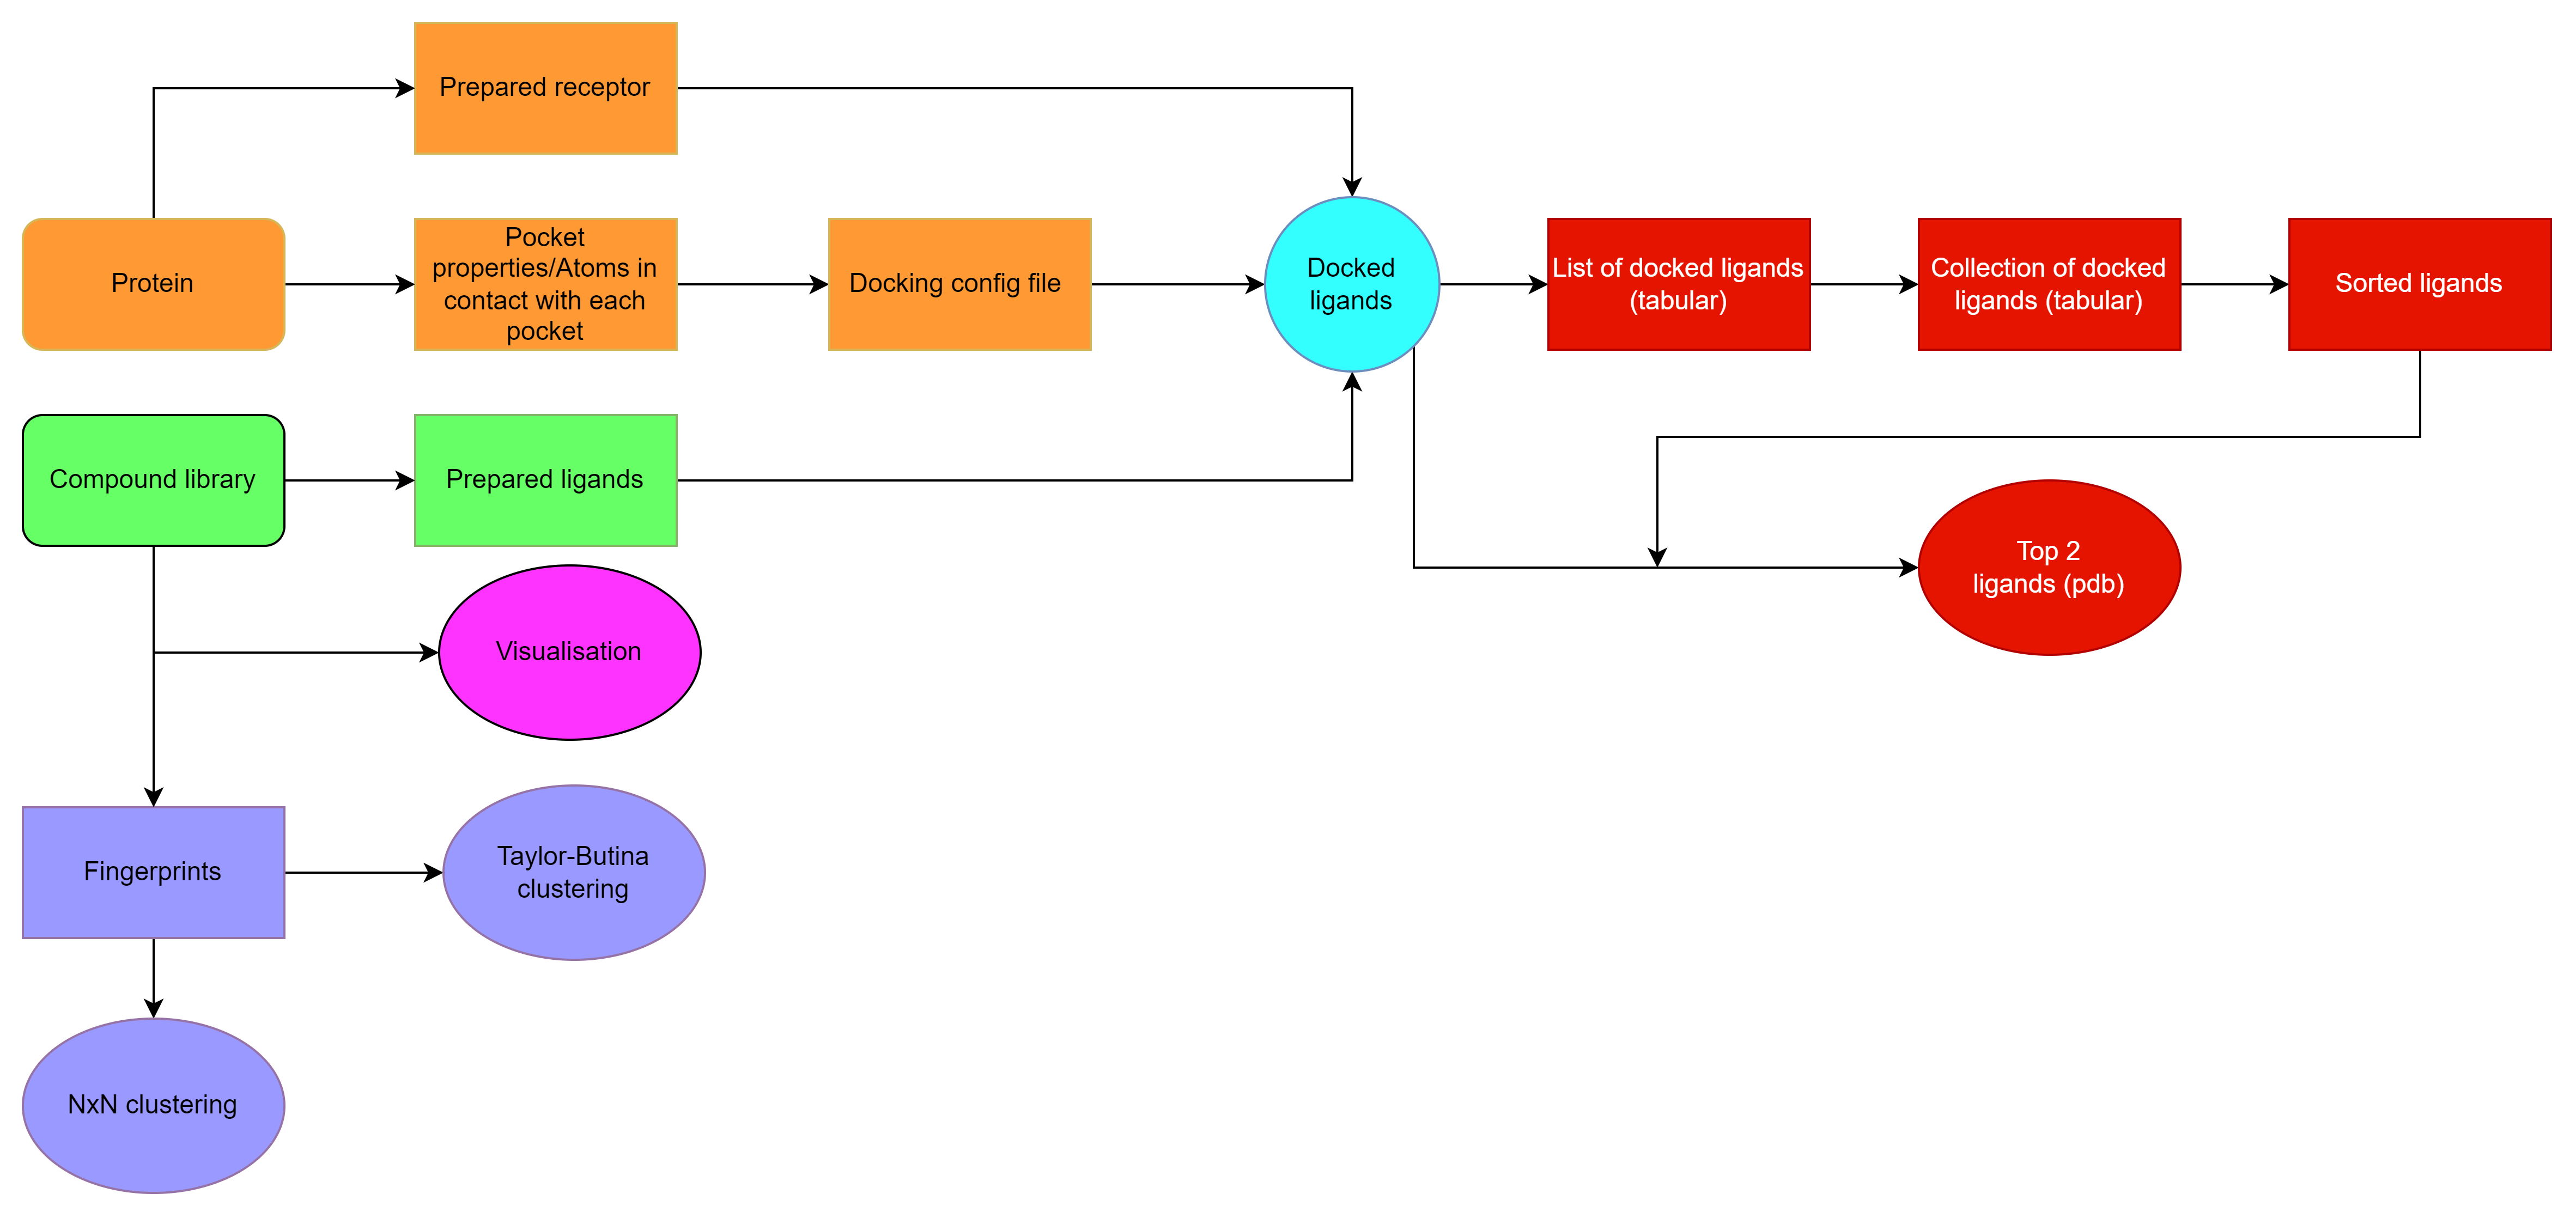 Prepared receptor
Protein
Pocket
properties/Atoms in
contact with each
pocket
Docking config file
Docked
ligands
List of docked ligands
(tabular)
Collection of docked
ligands (tabular)
Sorted ligands
Compound library
Prepared ligands
Top 2
ligands (pdb)
Visualisation
Fingerprints
Taylor-Butina
clustering
NxN clustering